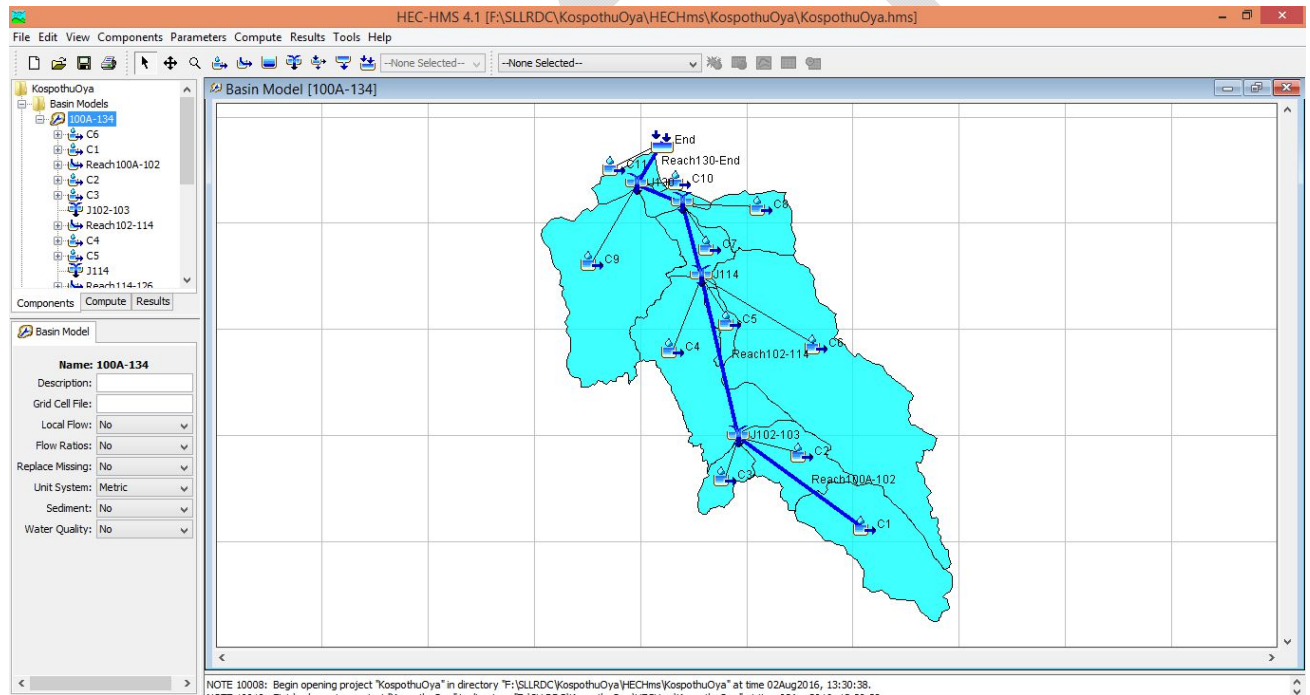 HEC-HMS 4.1 [F:\SLLRDC\KospothuOya\HECHms\KospothuOya\KospothuOya.hms]
File Edit View Components Parameters Compute Results Tools Help
--None Selected-- --None Selected--
KospothuOya
Basin Models
100A-134
C6
C1
Reach100A-102
C2
C3
J102-103
Reach102-114
C4
C5
J114
Reach114-126
Components Compute Results
Basin Model
Name: 100A-134
Description:
Grid Cell File:
Local Flow: No
Flow Ratios: No
Replace Missing: No
Unit System: Metric
Sediment: No
Water Quality: No
Basin Model [100A-134]
End
C11 Reach130-End
J130 C10
C8
C7
C9
J114
C5
C4 C6
Reach102-114
J102-103
C2
C3 Reach100A-102
C1
NOTE 10008: Begin opening project "KospothuOya" in directory "F:\SLLRDC\KospothuOya\HECHms\KospothuOya" at time 02Aug2016, 13:30:38.